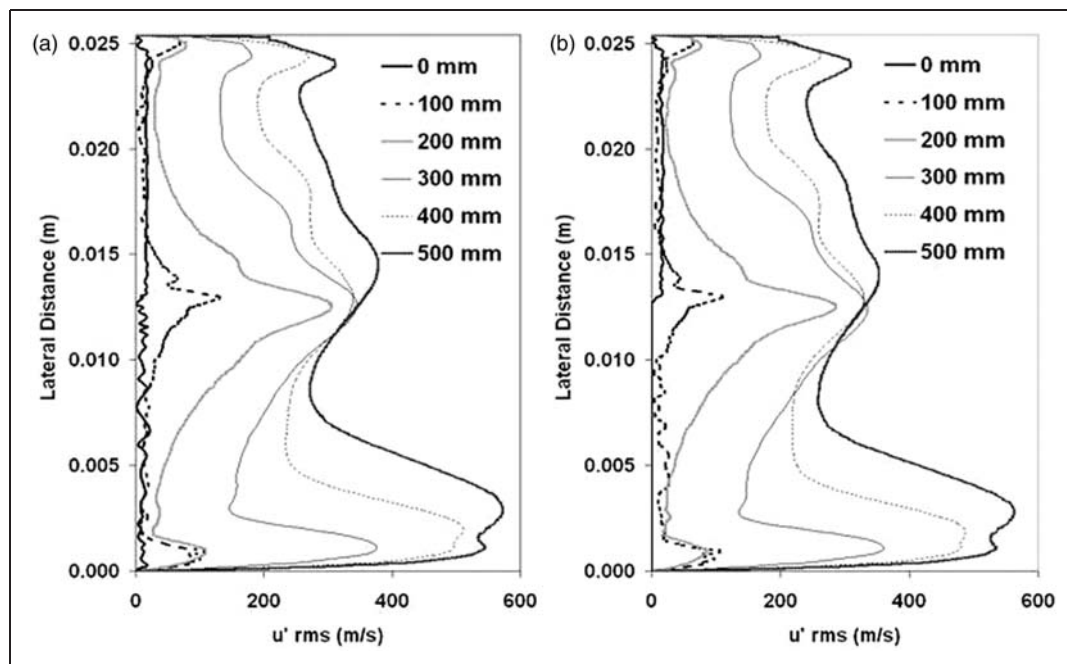 (a)
0.025
0.020
0.015
0.010
0.005
0.000
Lateral Distance (m)
0 mm
100 mm
200 mm
300 mm
400 mm
500 mm
0
200
400
600
u' rms (m/s)
(b)
0.025
0.020
0.015
0.010
0.005
0.000
Lateral Distance (m)
0 mm
100 mm
200 mm
300 mm
400 mm
500 mm
0
200
400
600
u' rms (m/s)